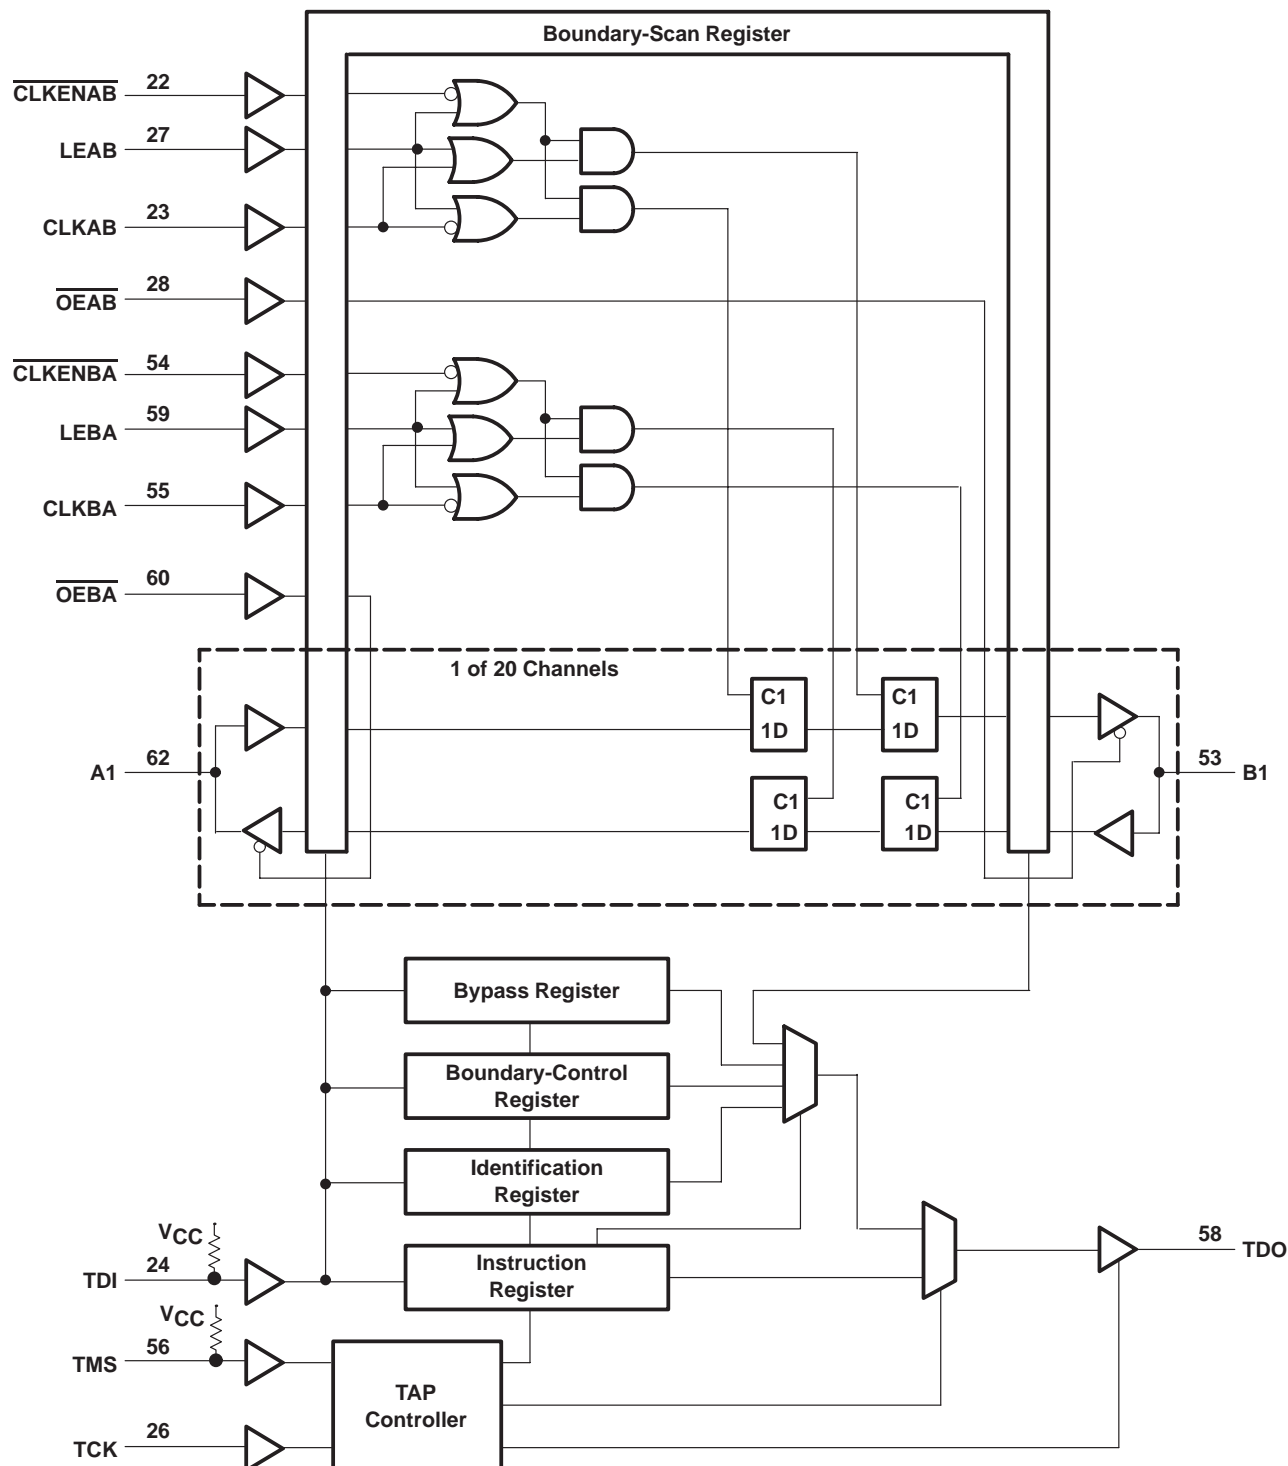 Boundary-Scan Register
CLKENAB 22
LEAB 27
CLKAB 23
OEAB 28
CLKENBA 54
LEBA 59
CLKBA 55
OEBA 60
1 of 20 Channels
C1
1D
C1
1D
A1 62
53 B1
C1
1D
C1
1D
Bypass Register
Boundary-Control
Register
Identification
Register
VCC
TDI 24
Instruction
Register
58 TDO
VCC
TMS 56
TAP
Controller
TCK 26